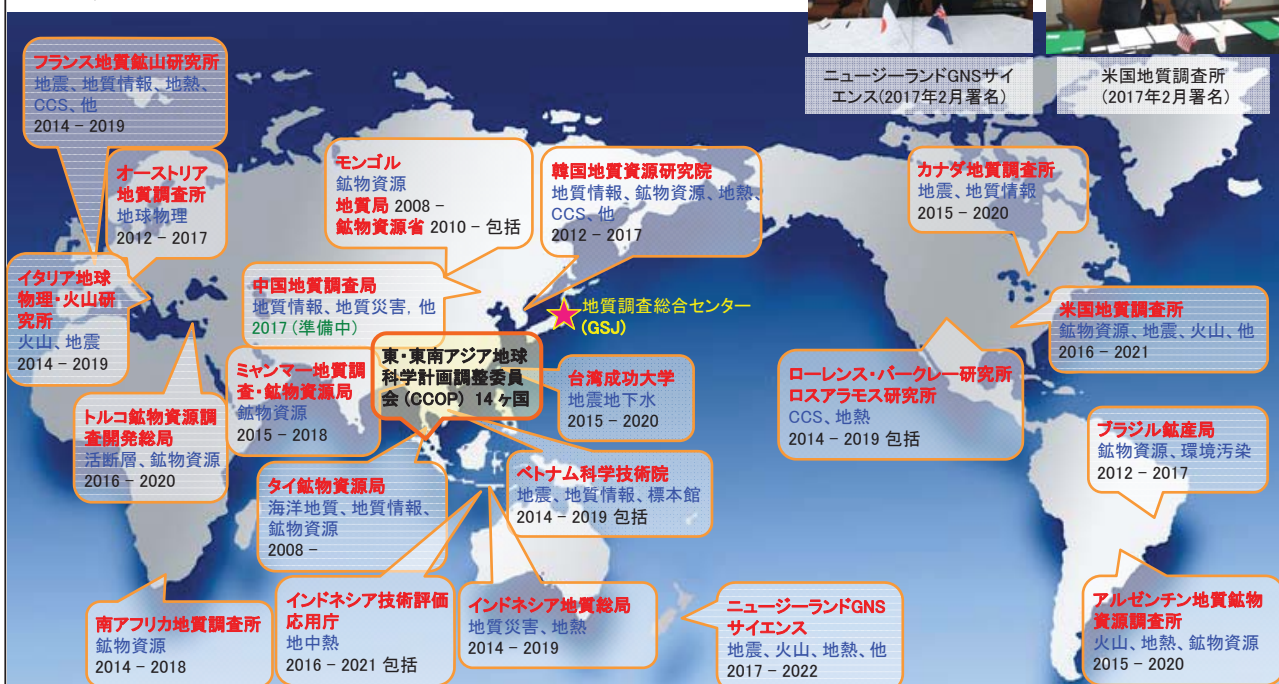 ニュージーランドGNSサイ
エンス(2017年2月署名)
米国地質調査所
(2017年2月署名)
フランス地質鉱山研究所
地震、地質情報、地熱、
CCS、他
2014 – 2019
オーストリア
地質調査所
地球物理
2012 – 2017
モンゴル
鉱物資源
地質局 2008 –
鉱物資源省 2010 – 包括
韓国地質資源研究院
地質情報、鉱物資源、地熱、
CCS、他
2012 – 2017
カナダ地質調査所
地震、地質情報
2015 – 2020
イタリア地球
物理・火山研
究所
火山、地震
2014 – 2019
中国地質調査局
地質情報、地質災害, 他
2017 (準備中)
地質調査総合センター
(GSJ)
米国地質調査所
鉱物資源、地震、火山、他
2016 – 2021
東・東南アジア地球
科学計画調整委員
会 (CCOP) 14ヶ国
ミャンマー地質調
査・鉱物資源局
鉱物資源
2015 – 2018
台湾成功大学
地震地下水
2015 – 2020
ローレンス・バークレー研究所
ロスアラモス研究所
CCS、地熱
2014 – 2019 包括
トルコ鉱物資源調
査開発総局
活断層、鉱物資源
2016 – 2020
ブラジル鉱産局
鉱物資源、環境汚染
2012 – 2017
タイ鉱物資源局
海洋地質、地質情報、
鉱物資源
2008 –
ベトナム科学技術院
地震、地質情報、標本館
2014 – 2019 包括
南アフリカ地質調査所
鉱物資源
2014 – 2018
インドネシア技術評価
応用庁
地中熱
2016 – 2021 包括
インドネシア地質総局
地質災害、地熱
2014 – 2019
ニュージーランドGNS
サイエンス
地震、火山、地熱、他
2017 – 2022
アルゼンチン地質鉱物
資源調査所
火山、地熱、鉱物資源
2015 – 2020